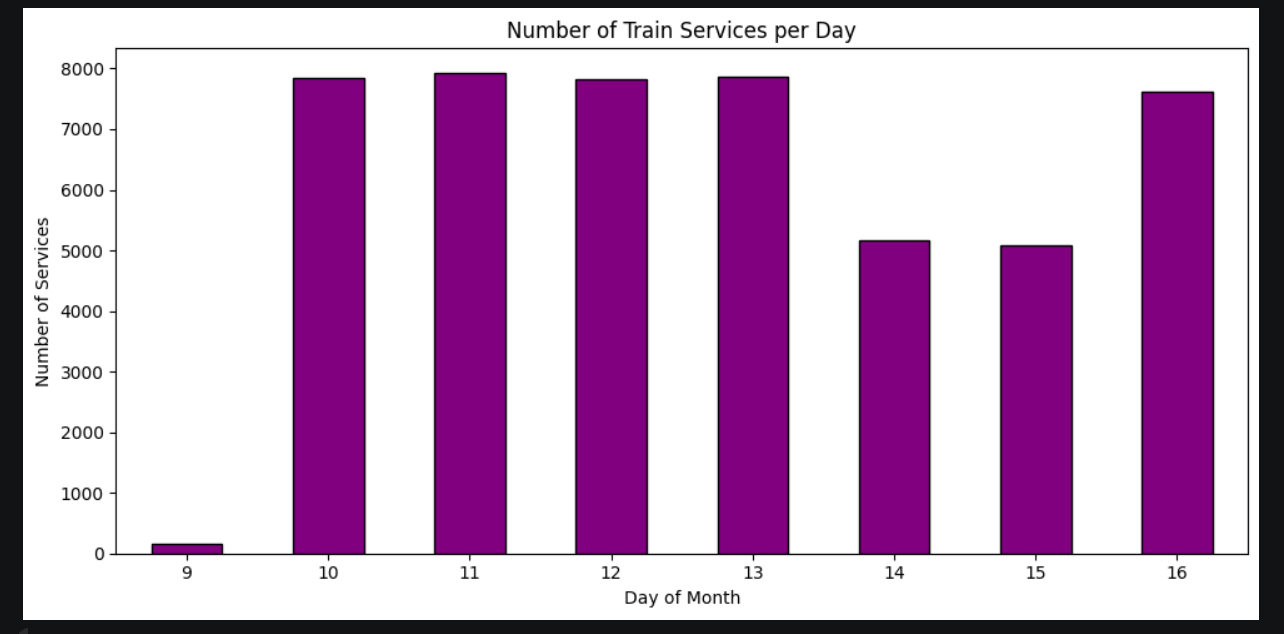 Number of Train Services per Day
8000
7000
6000
5000
4000
3000
2000
1000
0
Number of Services
9 10 11 12 13 14 15 16
Day of Month